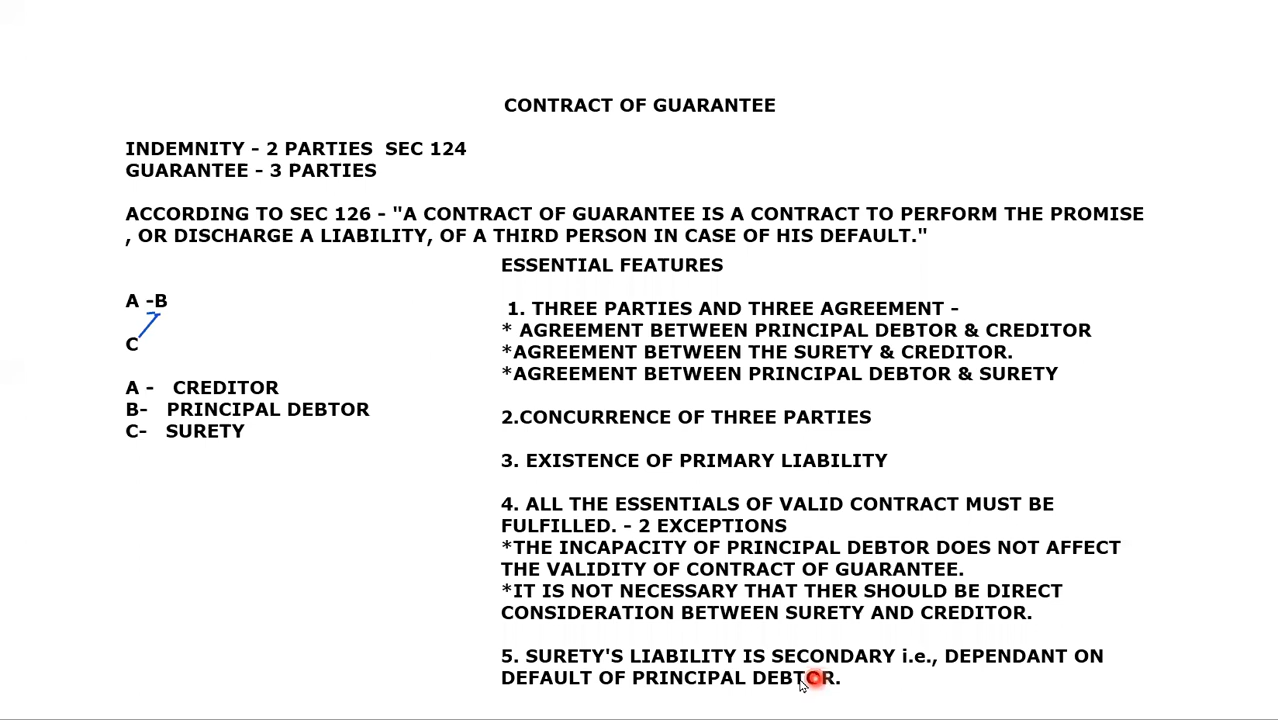 CONTRACT OF GUARANTEE
INDEMNITY - 2 PARTIES  SEC 124
GUARANTEE - 3 PARTIES
ACCORDING TO SEC 126 - "A CONTRACT OF GUARANTEE IS A CONTRACT TO PERFORM THE PROMISE
, OR DISCHARGE A LIABILITY, OF A THIRD PERSON IN CASE OF HIS DEFAULT."
A -B
C
A -   CREDITOR
B-   PRINCIPAL DEBTOR
C-   SURETY
ESSENTIAL FEATURES
1. THREE PARTIES AND THREE AGREEMENT -
* AGREEMENT BETWEEN PRINCIPAL DEBTOR & CREDITOR
*AGREEMENT BETWEEN THE SURETY & CREDITOR.
*AGREEMENT BETWEEN PRINCIPAL DEBTOR & SURETY
2.CONCURRENCE OF THREE PARTIES
3. EXISTENCE OF PRIMARY LIABILITY
4. ALL THE ESSENTIALS OF VALID CONTRACT MUST BE
FULFILLED. - 2 EXCEPTIONS
*THE INCAPACITY OF PRINCIPAL DEBTOR DOES NOT AFFECT
THE VALIDITY OF CONTRACT OF GUARANTEE.
*IT IS NOT NECESSARY THAT THER SHOULD BE DIRECT
CONSIDERATION BETWEEN SURETY AND CREDITOR.
5. SURETY'S LIABILITY IS SECONDARY i.e., DEPENDANT ON
DEFAULT OF PRINCIPAL DEBTOR.